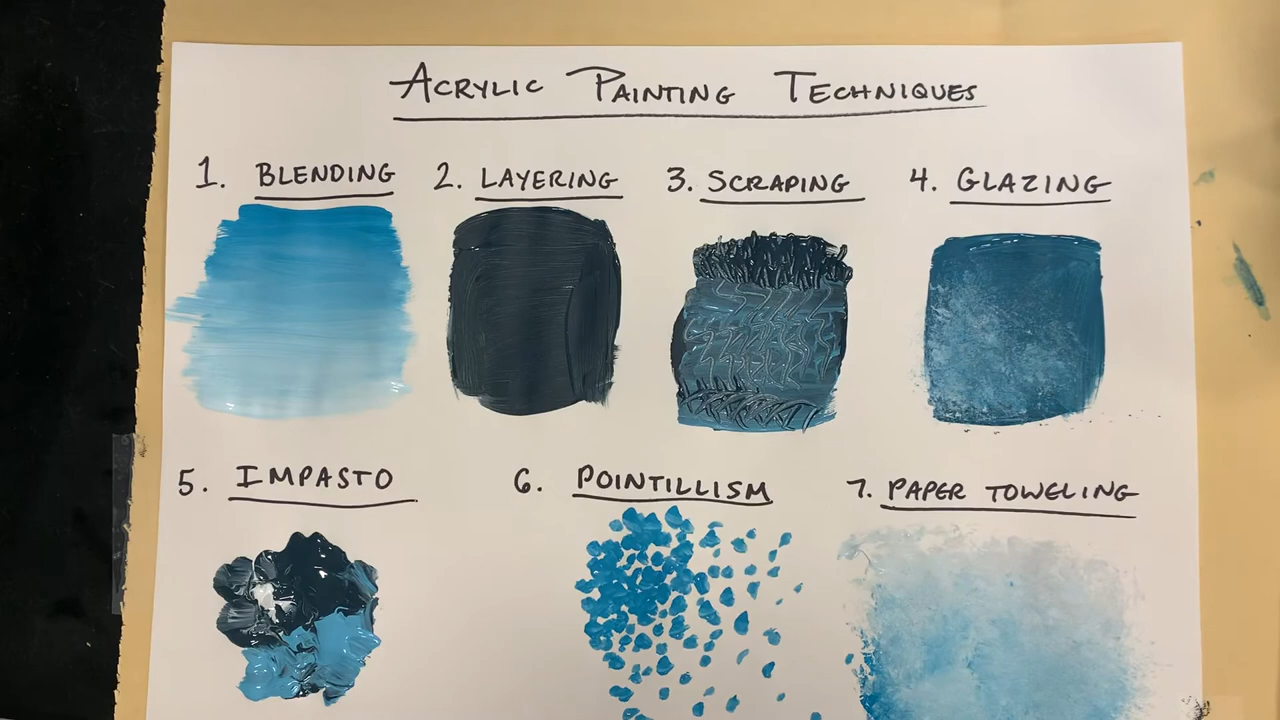 ACRYLIC PAINTING TECHNIQUES
1. BLENDING
2. LAYERING
3. SCRAPING
4. GLAZING
5. IMPASTO
6. POINTILLISM
7. PAPER TOWELING